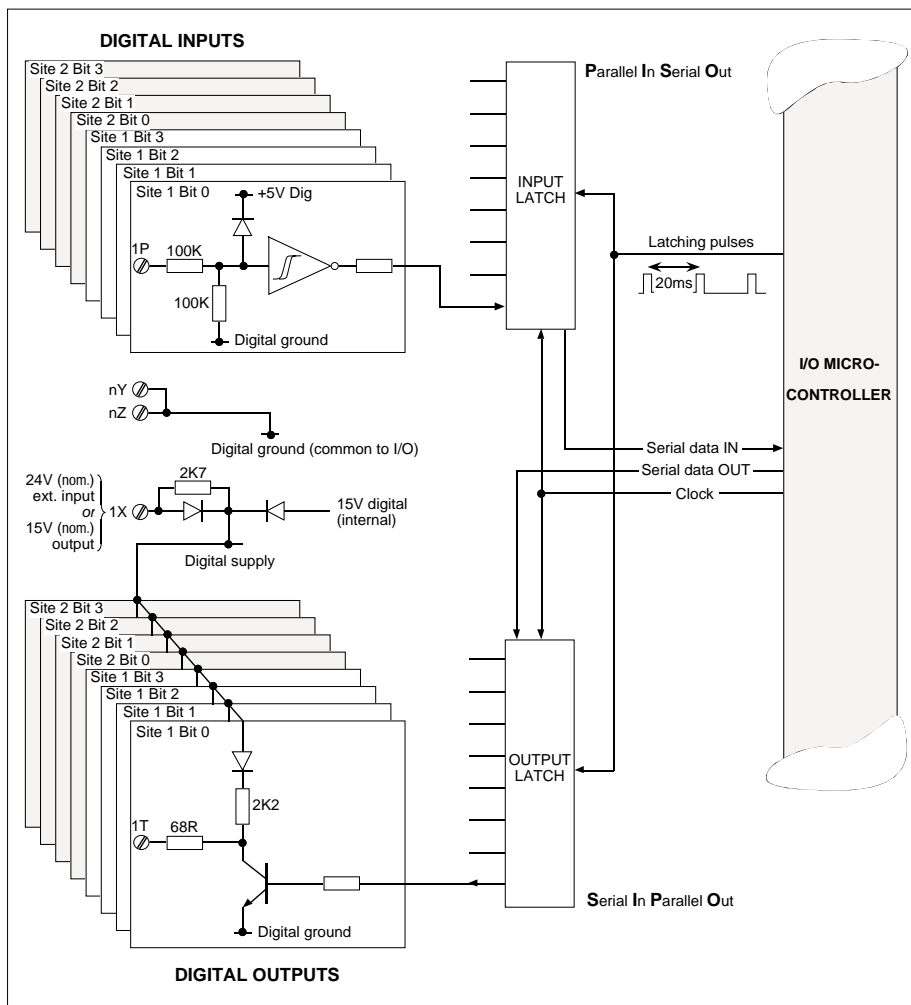 DIGITAL INPUTS
Site 2 Bit 3
Site 2 Bit 2
Site 2 Bit 1
Site 2 Bit 0
Site 1 Bit 3
Site 1 Bit 2
Site 1 Bit 1
Site 1 Bit 0
+5V Dig
1P
100K
100K
Digital ground
Parallel In Serial Out
INPUT
LATCH
Latching pulses
20ms
I/O MICRO-
CONTROLLER
nY
nZ
Digital ground (common to I/O)
Serial data IN
Serial data OUT
Clock
24V (nom.)
ext. input
or
15V (nom.)
output
1X
2K7
15V digital
(internal)
Digital supply
Site 2 Bit 3
Site 2 Bit 2
Site 2 Bit 1
Site 2 Bit 0
Site 1 Bit 3
Site 1 Bit 2
Site 1 Bit 1
Site 1 Bit 0
OUTPUT
LATCH
2K2
1T
68R
Digital ground
Serial In Parallel Out
DIGITAL OUTPUTS